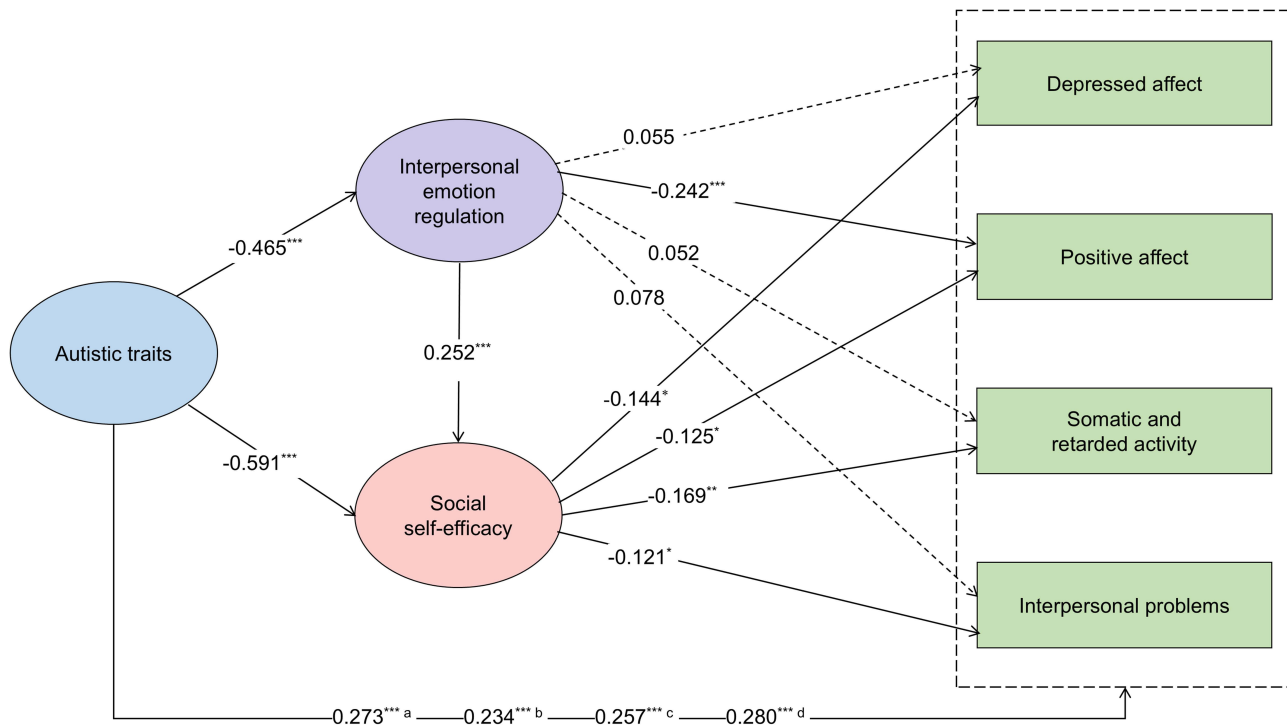 Depressed affect
0.055
Interpersonal
emotion
regulation
-0.242***
-0.465***
0.052
Positive affect
0.078
Autistic traits
0.252***
-0.144*
-0.125*
Somatic and
retarded activity
-0.591***
-0.169**
Social
self-efficacy
-0.121*
Interpersonal problems
0.273*** a
0.234*** b
0.257*** c
0.280*** d